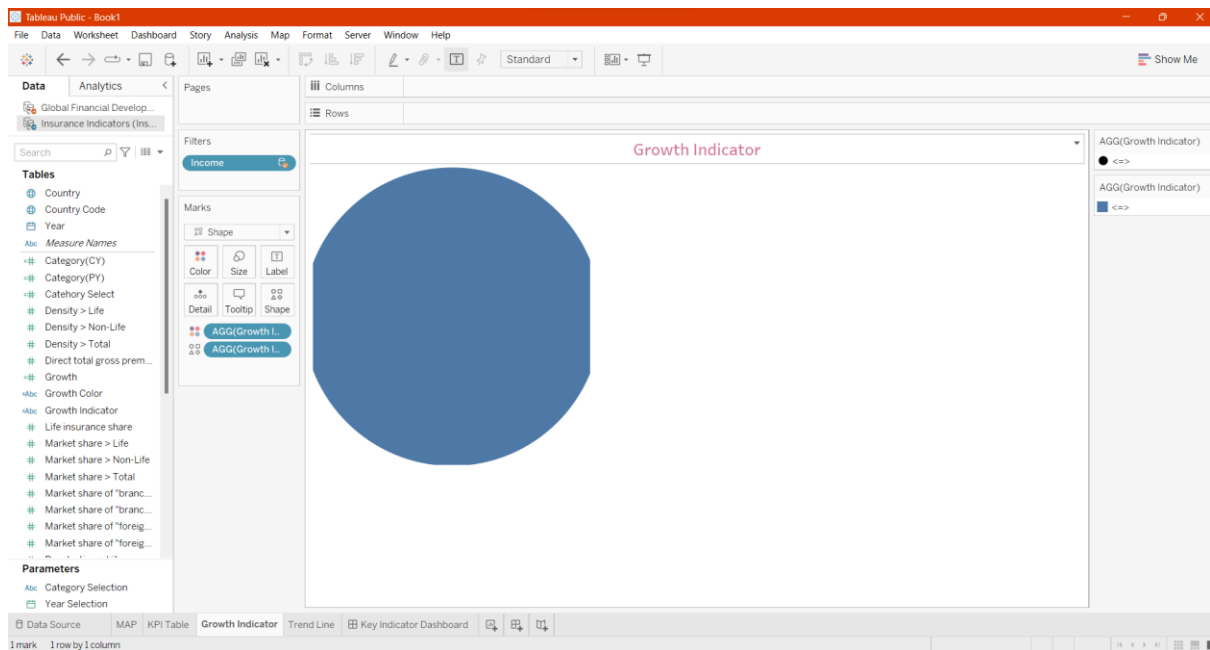 Tableau Public - Book1
File Data Worksheet Dashboard Story Analysis Map Format Server Window Help
Standard
Show Me
Data Analytics
Global Financial Develop...
Insurance Indicators (Ins...
Search
Tables
Country
Country Code
Year
Abc Measure Names
=# Category(CY)
=# Category(PY)
=# Catehory Select
# Density > Life
# Density > Non-Life
# Density > Total
# Direct total gross prem...
=# Growth
=Abc Growth Color
=Abc Growth Indicator
# Life insurance share
# Market share > Life
# Market share > Non-Life
# Market share > Total
# Market share of "branc...
# Market share of "branc...
# Market share of "foreig...
# Market share of "foreig...
Parameters
Abc Category Selection
Year Selection
Pages
Filters
Income
Marks
Shape
Color Size Label
Detail Tooltip Shape
AGG(Growth I..
AGG(Growth I..
Columns
Rows
Growth Indicator
AGG(Growth Indicator)
<=>
AGG(Growth Indicator)
<=>
Data Source MAP KPI Table Growth Indicator Trend Line Key Indicator Dashboard
1 mark 1 row by 1 column